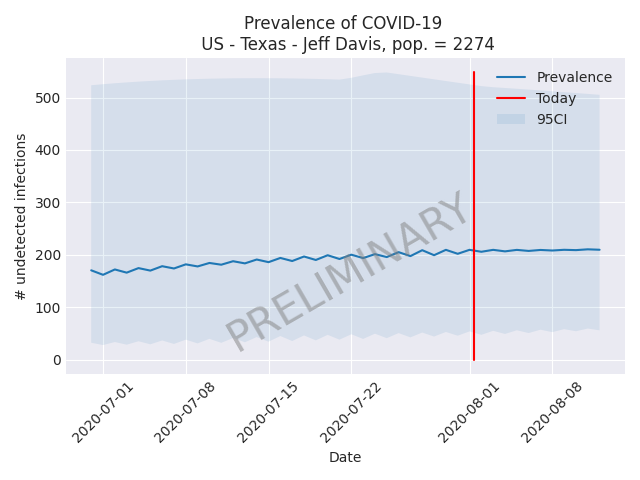 Prevalence of COVID-19
US - Texas - Jeff Davis, pop. = 2274
Prevalence
Today
95CI
# undetected infections
500
400
300
200
100
0
PRELIMINARY
2020-07-01
2020-07-08
2020-07-15
2020-07-22
2020-08-01
2020-08-08
Date